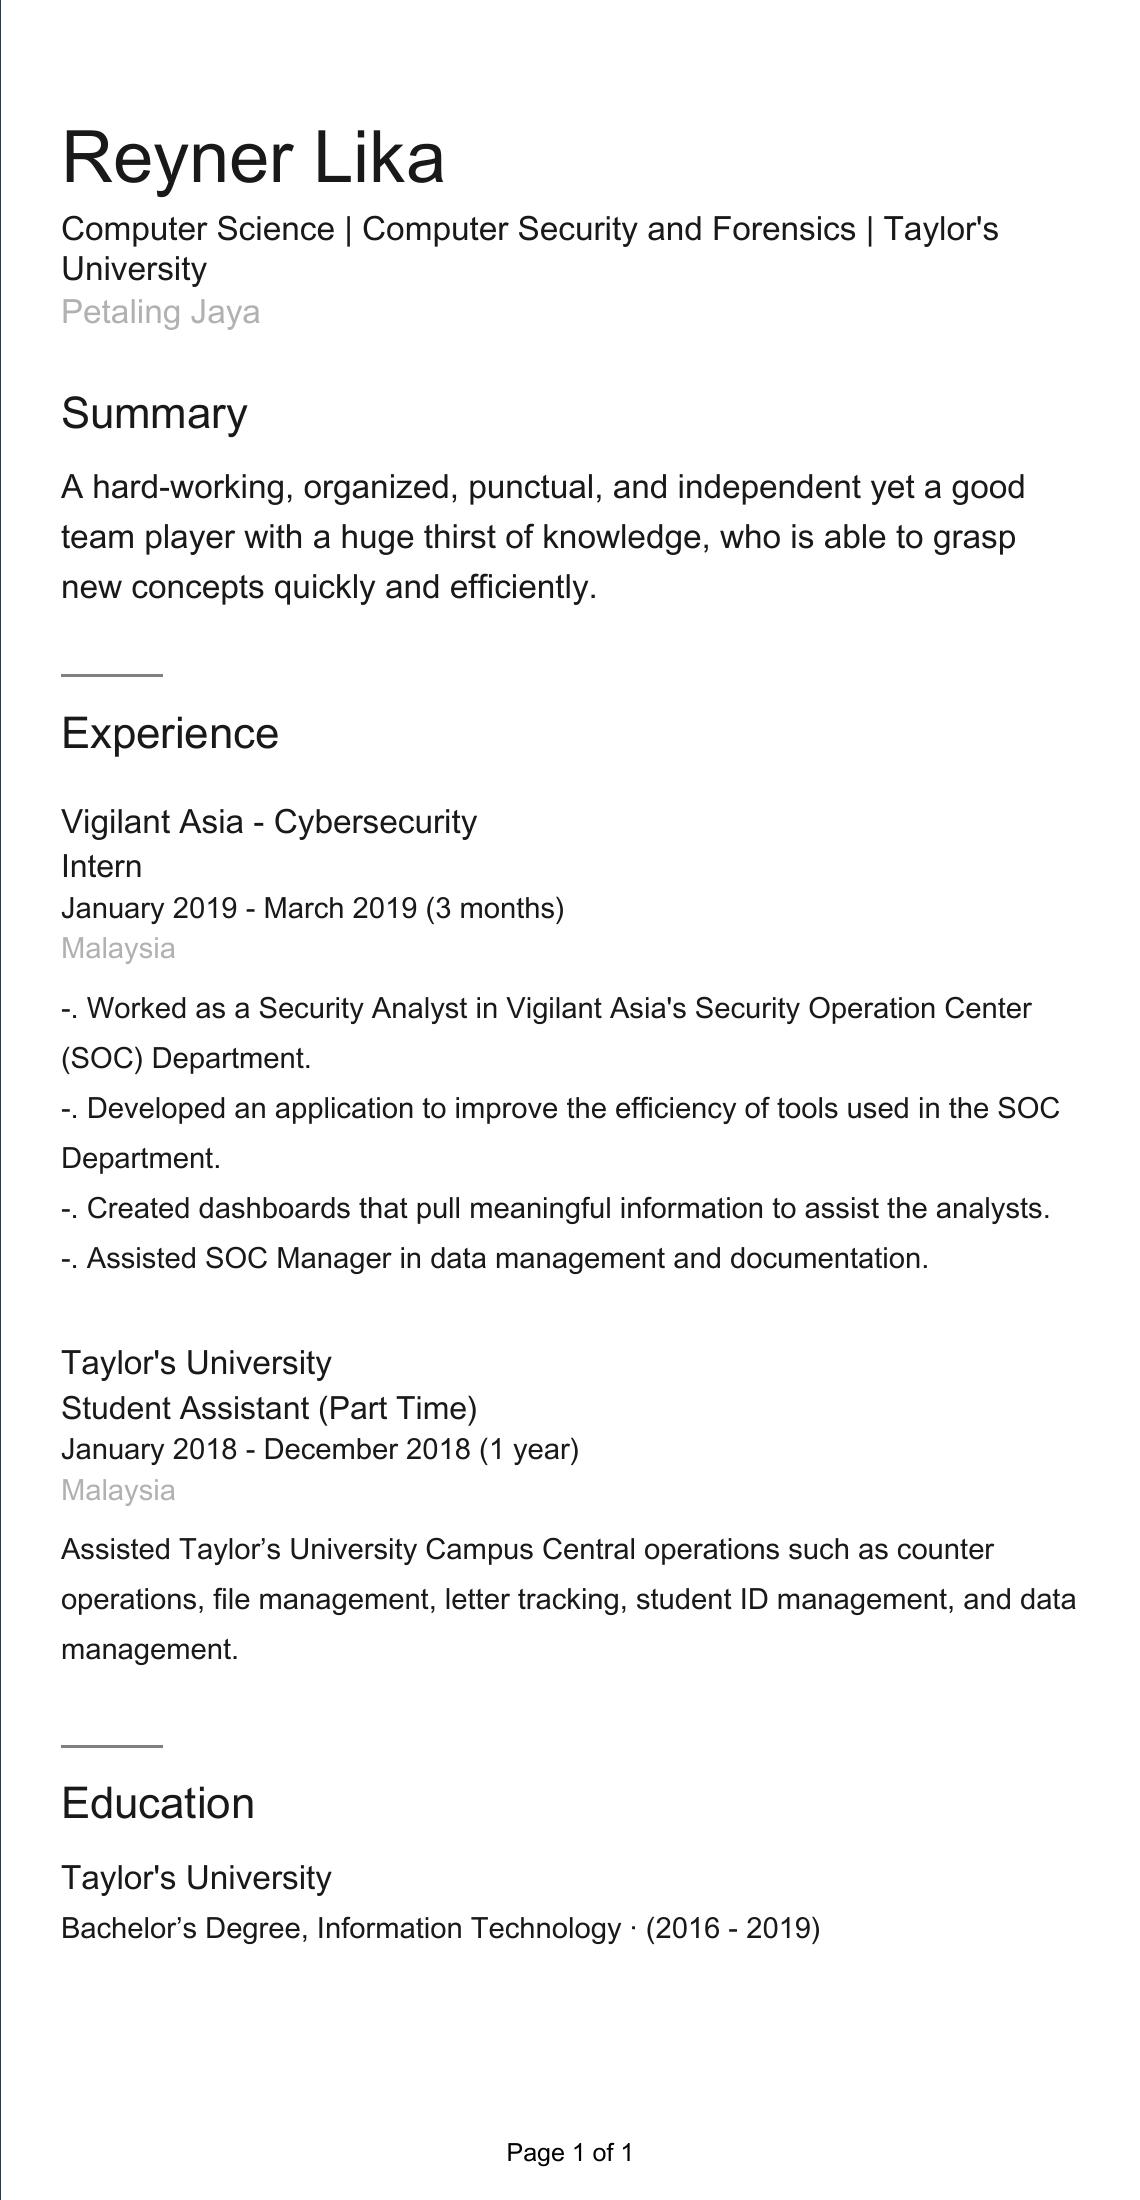 Reyner Lika
Computer Science | Computer Security and Forensics | Taylor's
University
Petaling Jaya
Summary
A hard-working, organized, punctual, and independent yet a good
team player with a huge thirst of knowledge, who is able to grasp
new concepts quickly and efficiently.
Experience
Vigilant Asia - Cybersecurity
Intern
January 2019 - March 2019 (3 months)
Malaysia
-. Worked as a Security Analyst in Vigilant Asia's Security Operation Center
(SOC) Department.
-. Developed an application to improve the efficiency of tools used in the SOC
Department.
-. Created dashboards that pull meaningful information to assist the analysts.
-. Assisted SOC Manager in data management and documentation.
Taylor's University
Student Assistant (Part Time)
January 2018 - December 2018 (1 year)
Malaysia
Assisted Taylor’s University Campus Central operations such as counter
operations, file management, letter tracking, student ID management, and data
management.
Education
Taylor's University
Bachelor’s Degree, Information Technology · (2016 - 2019)
Page 1 of 1